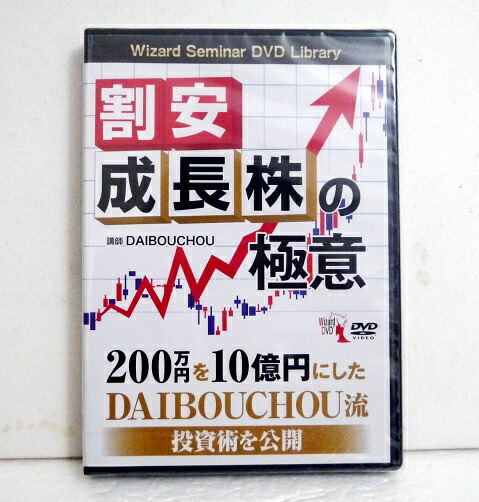 Wizard Seminar DVD Library
割安
成長株の
極意
講師 DAIBOUCHOU
Wizard
DVD
DVD
VIDEO
200万円を10億円にした
DAIBOUCHOU流
投資術を公開